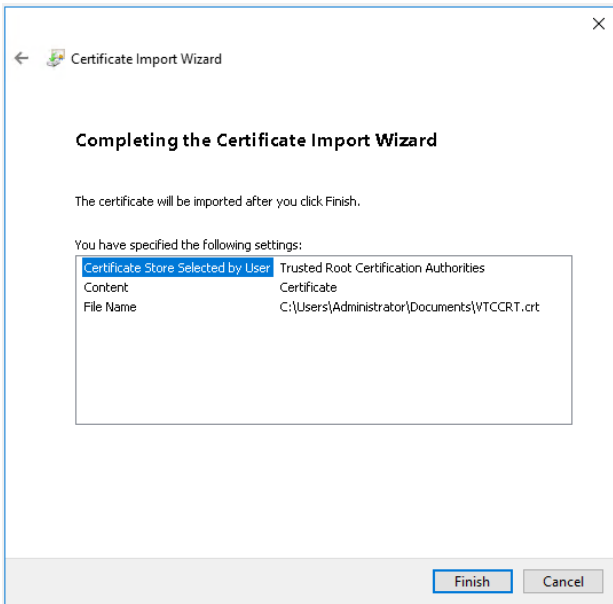 Certificate Import Wizard
Completing the Certificate Import Wizard
The certificate will be imported after you click Finish.
You have specified the following settings:
Certificate Store Selected by User Trusted Root Certification Authorities
Content Certificate
File Name C:\Users\Administrator\Documents\VTCCRT.crt
Finish Cancel